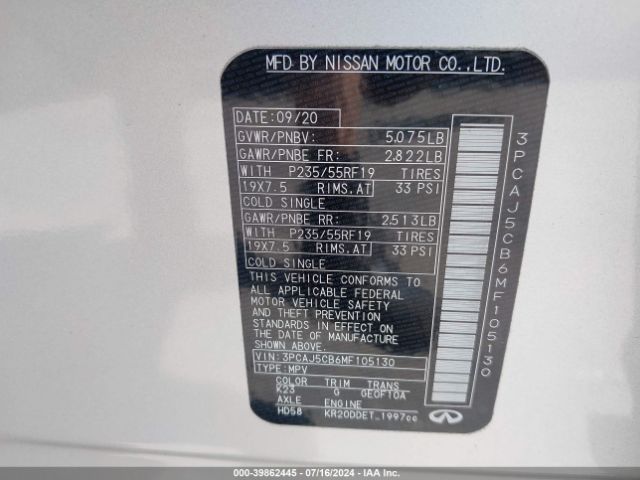 MFD BY NISSAN MOTOR CO.,LTD.
DATE:09/20
GVWR/PNBV: 5.075LB
GAWR/PNBE FR: 2.822LB
WITH P235/55RF19 TIRES
19X7.5 RIMS.AT 33 PSI
COLD SINGLE
GAWR/PNBE RR: 2.513LB
WITH P235/55RF19 TIRES
19X7.5 RIMS.AT 33 PSI
COLD SINGLE
THIS VEHICLE CONFORMS TO
ALL APPLICABLE FEDERAL
MOTOR VEHICLE SAFETY
AND THEFT PREVENTION
STANDARDS IN EFFECT ON
THE DATE OF MANUFACTURE
SHOWN ABOVE.
VIN: 3PCAJ5CB6MF105130
TYPE:MPV
COLOR TRIM TRANS
K23 G GE0F10A
AXLE ENGINE
HD58 KR20DDET 1997cc
3PCAJ5CB6MF105130
000-39862445 - 07/16/2024 - IAA Inc.